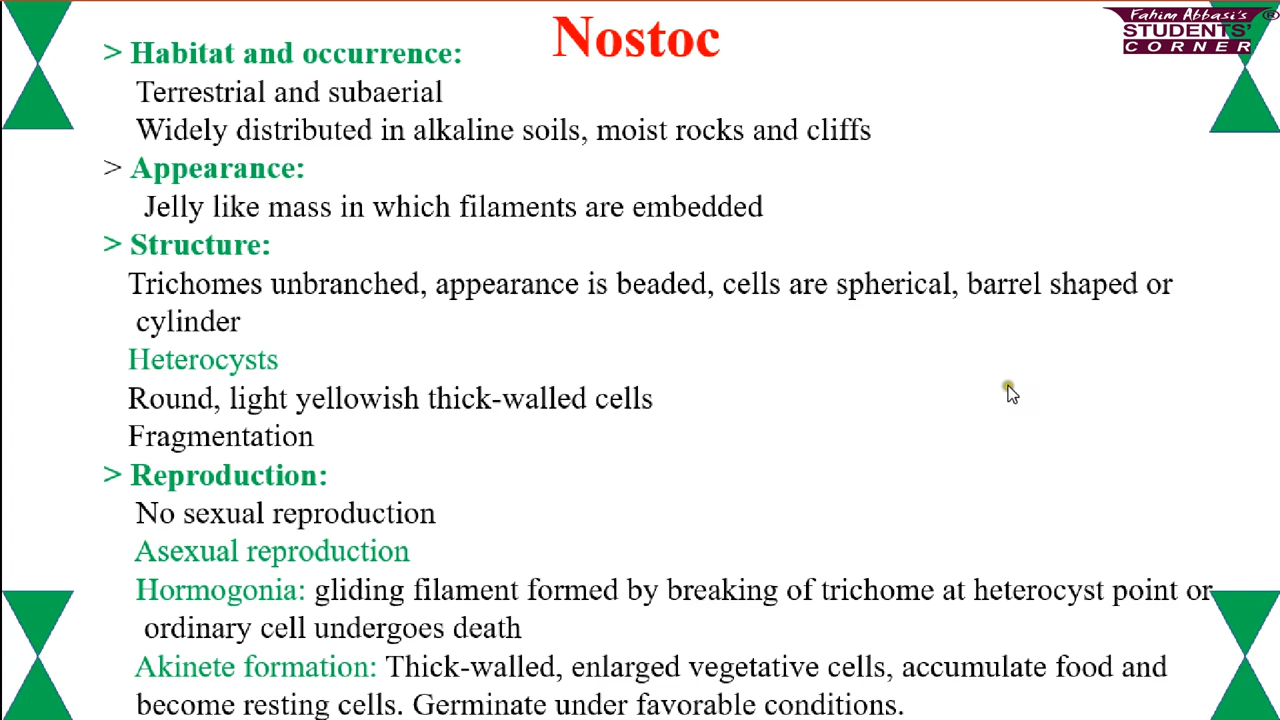 Nostoc
Fahim Abbasi's
STUDENTS' ®
CORNER
> Habitat and occurrence:
Terrestrial and subaerial
Widely distributed in alkaline soils, moist rocks and cliffs
> Appearance:
Jelly like mass in which filaments are embedded
> Structure:
Trichomes unbranched, appearance is beaded, cells are spherical, barrel shaped or
cylinder
Heterocysts
Round, light yellowish thick-walled cells
Fragmentation
> Reproduction:
No sexual reproduction
Asexual reproduction
Hormogonia: gliding filament formed by breaking of trichome at heterocyst point or
ordinary cell undergoes death
Akinete formation: Thick-walled, enlarged vegetative cells, accumulate food and
become resting cells. Germinate under favorable conditions.